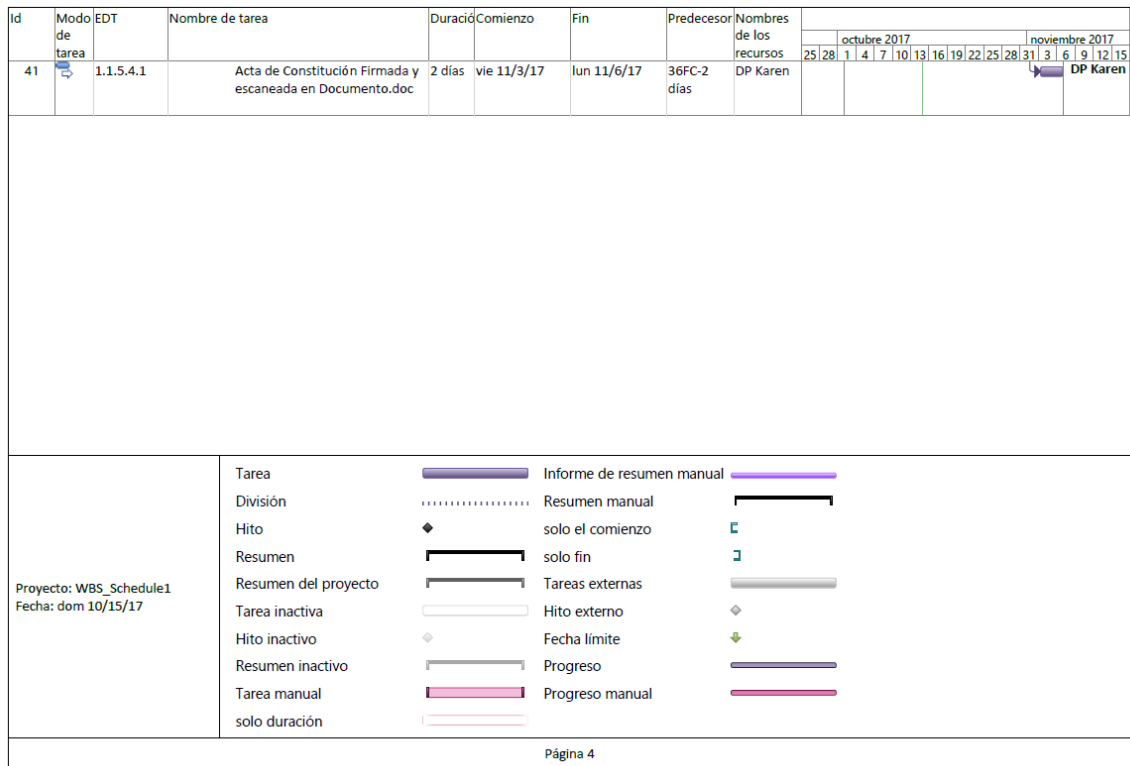 Id Modo de tarea EDT Nombre de tarea Duració Comienzo Fin Predecesor Nombres de los recursos
octubre 2017 noviembre 2017
25 28 1 4 7 10 13 16 19 22 25 28 31 3 6 9 12 15
41 1.1.5.4.1 Acta de Constitución Firmada y 2 días vie 11/3/17 lun 11/6/17 36FC-2 DP Karen DP Karen
escaneada en Documento.doc días
Proyecto: WBS_Schedule1
Fecha: dom 10/15/17
Tarea
División
Hito
Resumen
Resumen del proyecto
Tarea inactiva
Hito inactivo
Resumen inactivo
Tarea manual
solo duración
Informe de resumen manual
Resumen manual
solo el comienzo
solo fin
Tareas externas
Hito externo
Fecha límite
Progreso
Progreso manual
Página 4